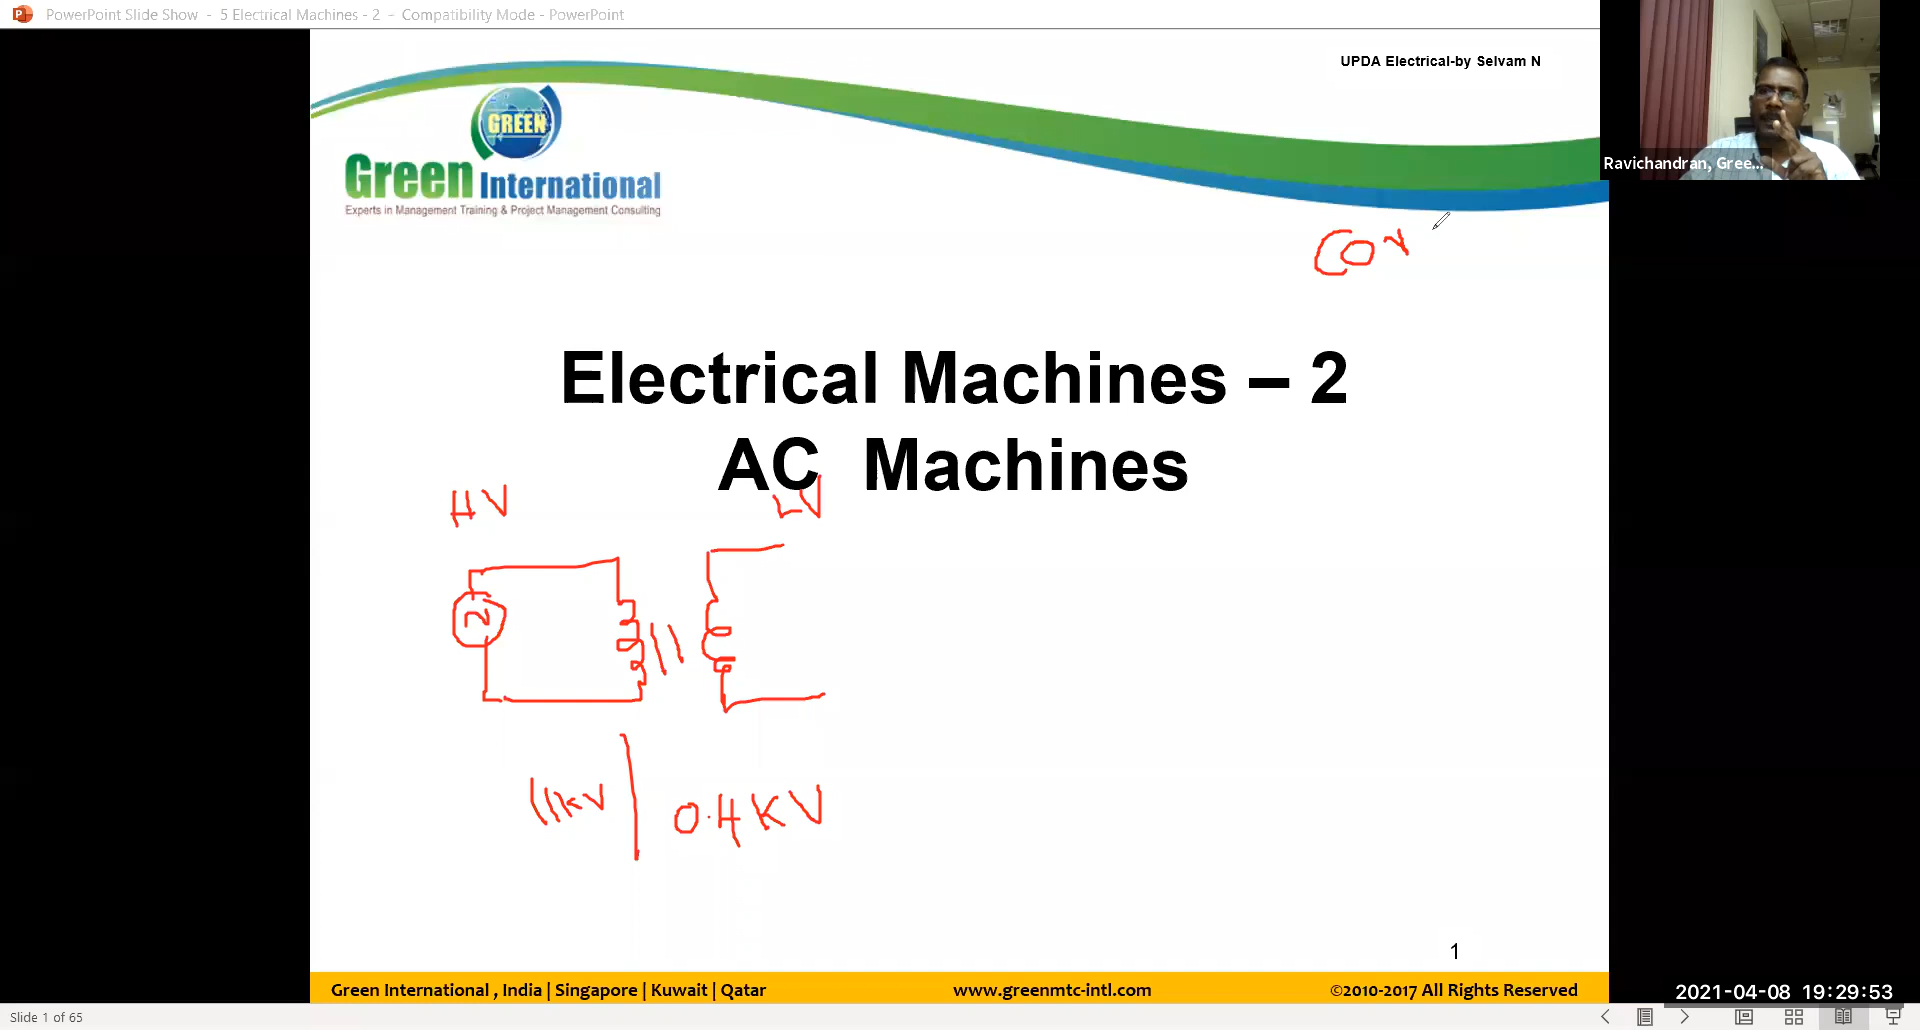 PowerPoint Slide Show - 5 Electrical Machines - 2 - Compatibility Mode - PowerPoint
UPDA Electrical-by Selvam N
GREEN
Green International
Experts in Management Training & Project Management Consulting
Ravichandran, Gree...
Con
Electrical Machines – 2
AC Machines
HV
LV
N
11kV
0.4KV
1
Green International , India | Singapore | Kuwait | Qatar
www.greenmtc-intl.com
©2010-2017 All Rights Reserved
2021-04-08 19:29:53
Slide 1 of 65